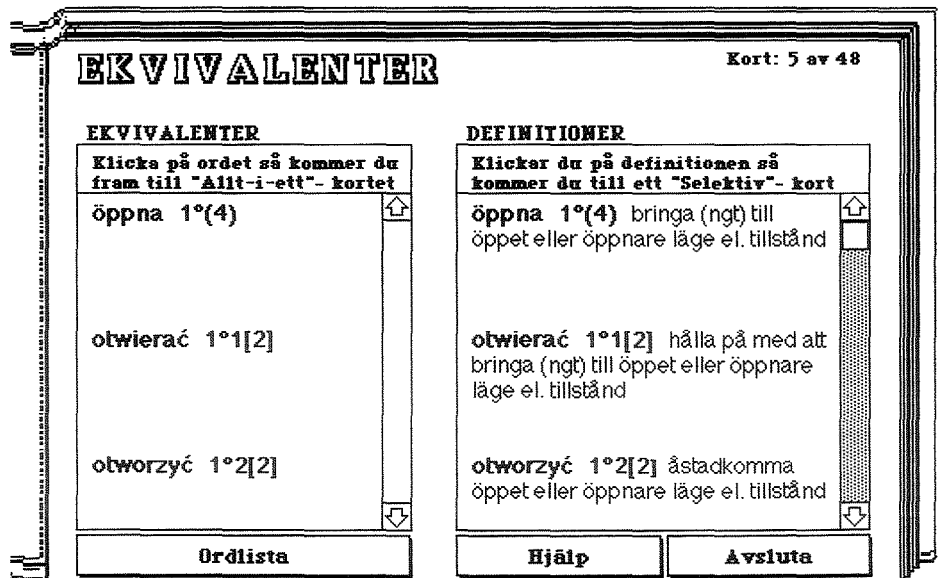 EKVIVALENTER
Kort: 5 av 48
EKVIVALENTER
Klicka på ordet så kommer du
fram till "Allt-i-ett"- kortet
öppna 1°(4)
otwierać 1°1[2]
otworzyć 1°2[2]
DEFINITIONER
Klickar du på definitionen så
kommer du till ett "Selektiv"- kort
öppna 1°(4) bringa (ngt) till
öppet eller öppnare läge el. tillstånd
otwierać 1°1[2] hålla på med att
bringa (ngt) till öppet eller öppnare
läge el. tillstånd
otworzyć 1°2[2] åstadkomma
öppet eller öppnare läge el. tillstånd
Ordlista
Hjälp
Avsluta